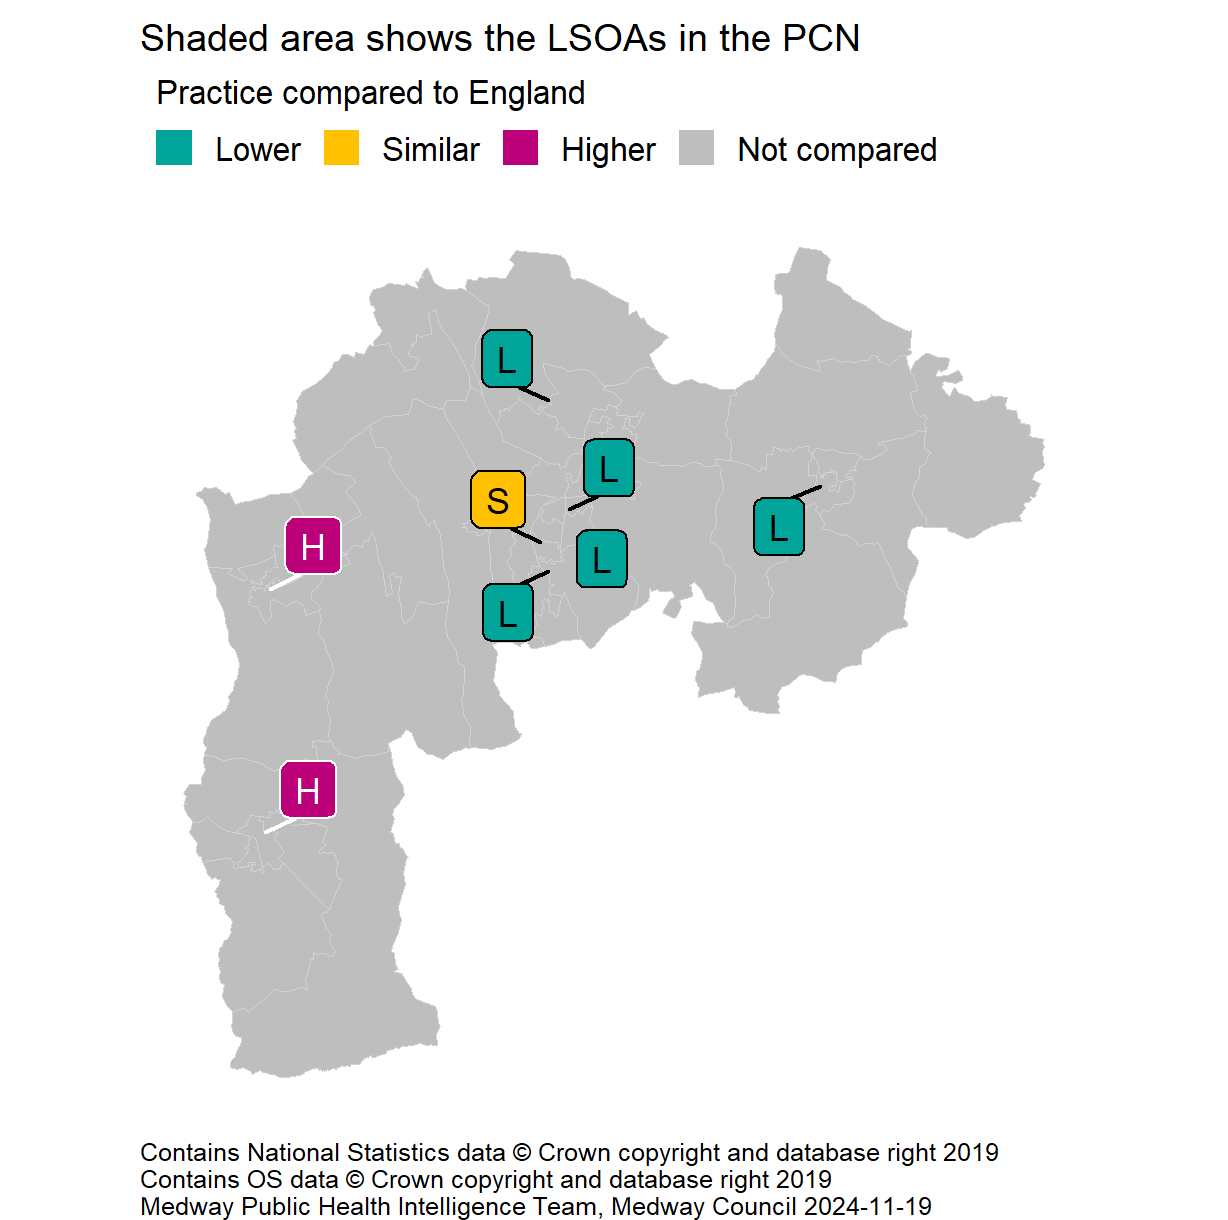 Shaded area shows the LSOAs in the PCN
Practice compared to England
Lower Similar Higher Not compared
L
L
S
L
H
L
L
H
Contains National Statistics data © Crown copyright and database right 2019
Contains OS data © Crown copyright and database right 2019
Medway Public Health Intelligence Team, Medway Council 2024-11-19